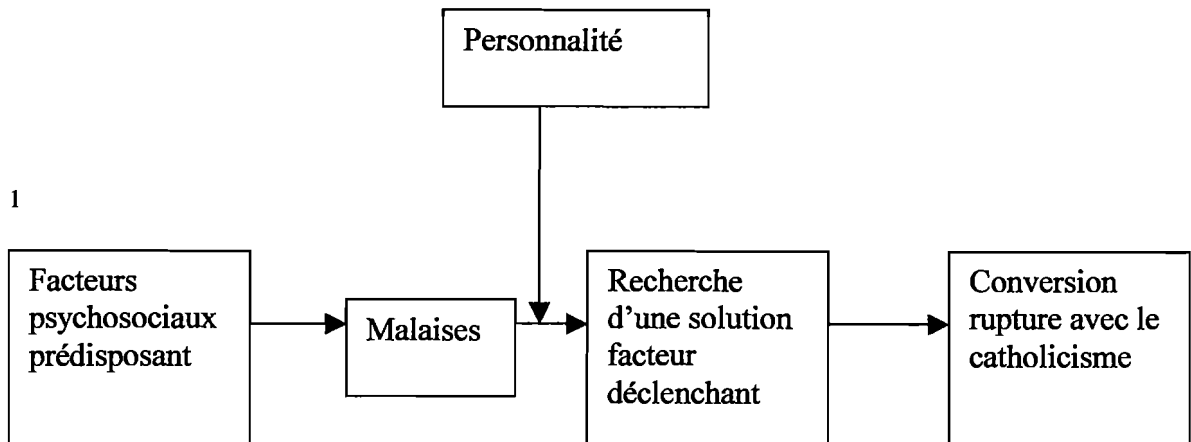 Personnalité
1
Facteurs
psychosociaux
prédisposant
Malaises
Recherche
d'une solution
facteur
déclenchant
Conversion
rupture avec le
catholicisme